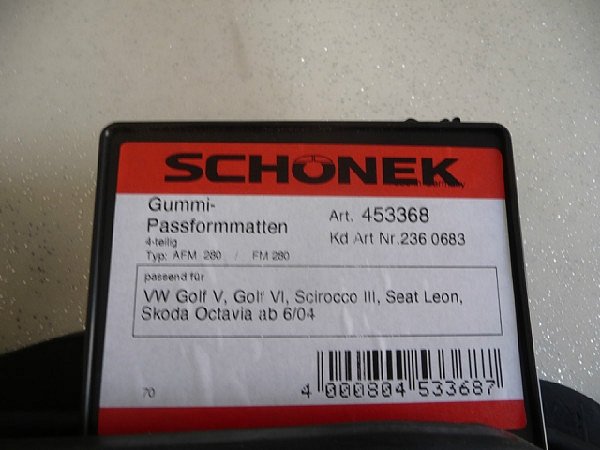 SCHÖNEK
Gummi-
Passformmatten
4-teilig
Typ: AFM 280 / FM 280
Art. 453368
Kd Art Nr.236 0683
passend für
VW Golf V, Golf VI, Scirocco III, Seat Leon,
Skoda Octavia ab 6/04
70
4 000804 533687